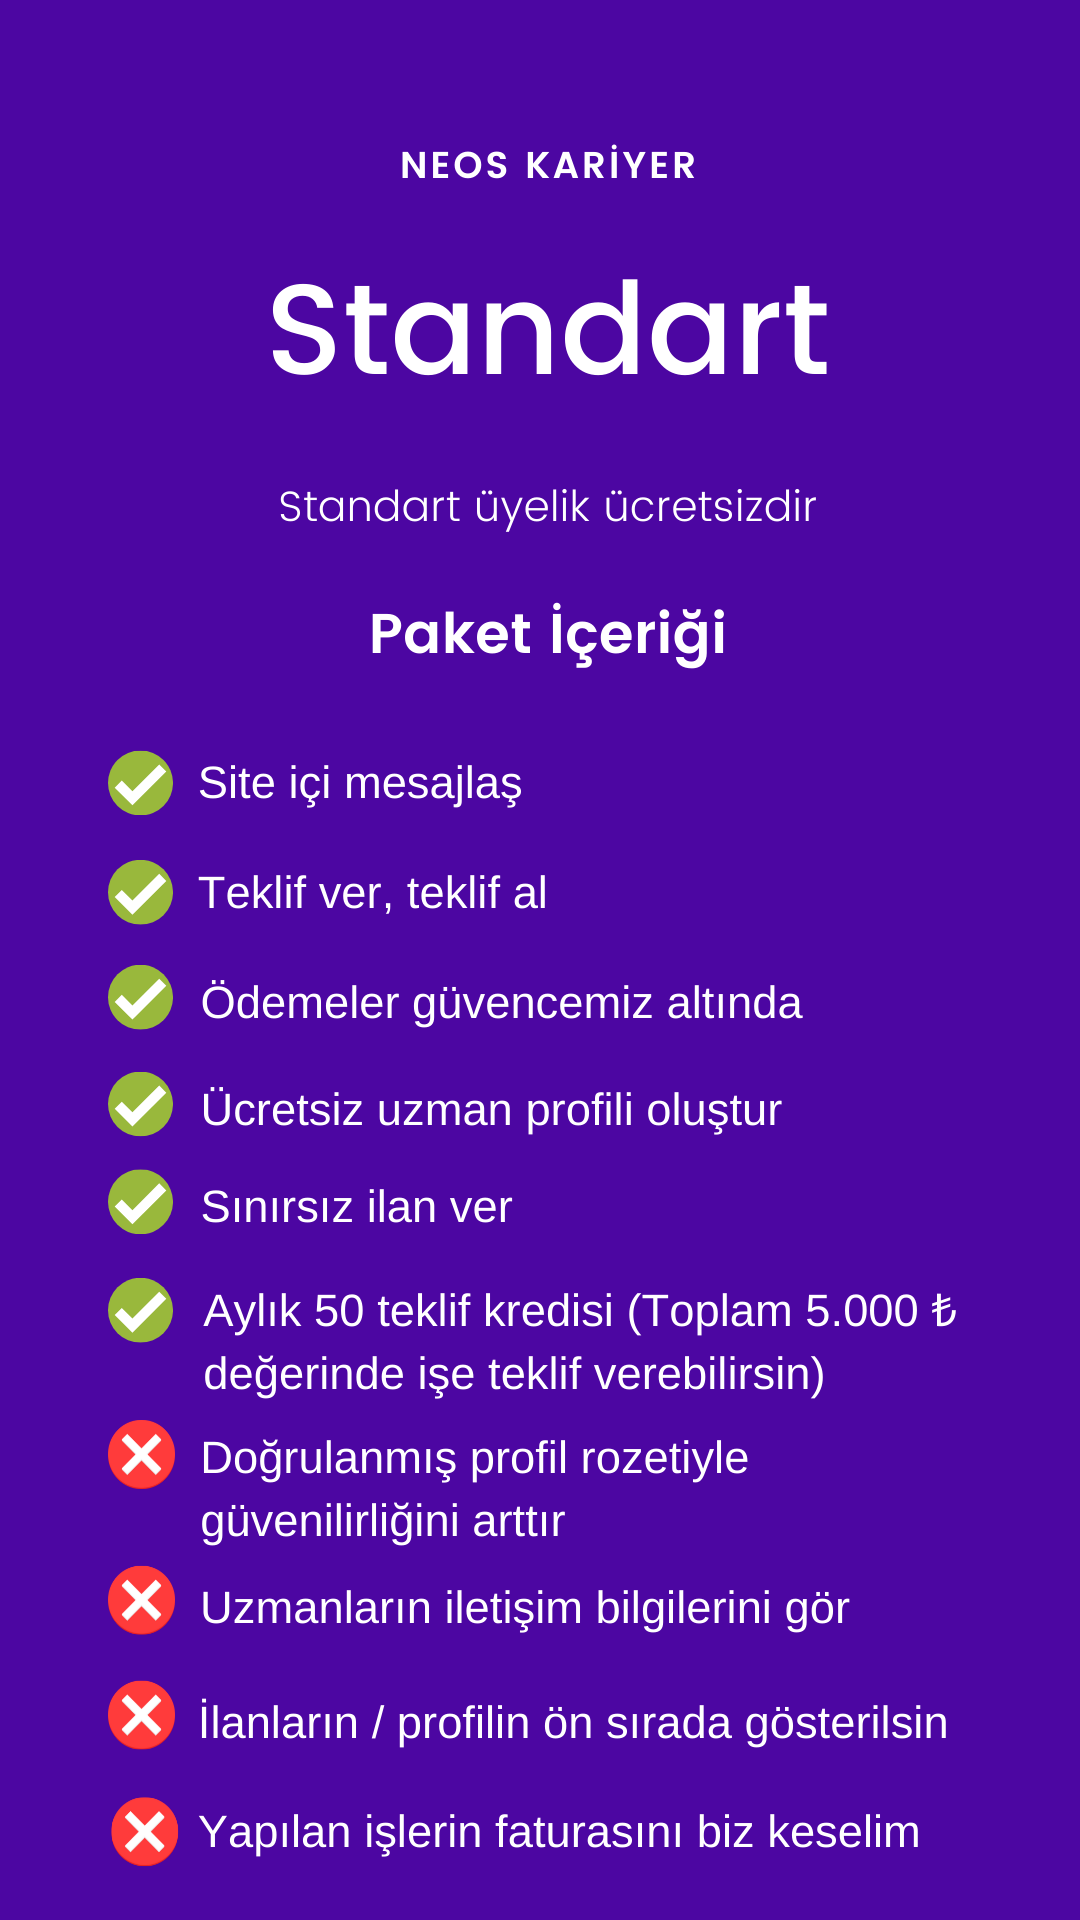 NEOS KARİYER
Standart
Standart üyelik ücretsizdir
Paket İçeriği
Site içi mesajlaş
Teklif ver, teklif al
Ödemeler güvencemiz altında
Ücretsiz uzman profili oluştur
Sınırsız ilan ver
Aylık 50 teklif kredisi (Toplam 5.000 ₺
değerinde işe teklif verebilirsin)
Doğrulanmış profil rozetiyle
güvenilirliğini arttır
Uzmanların iletişim bilgilerini gör
İlanların / profilin ön sırada gösterilsin
Yapılan işlerin faturasını biz keselim